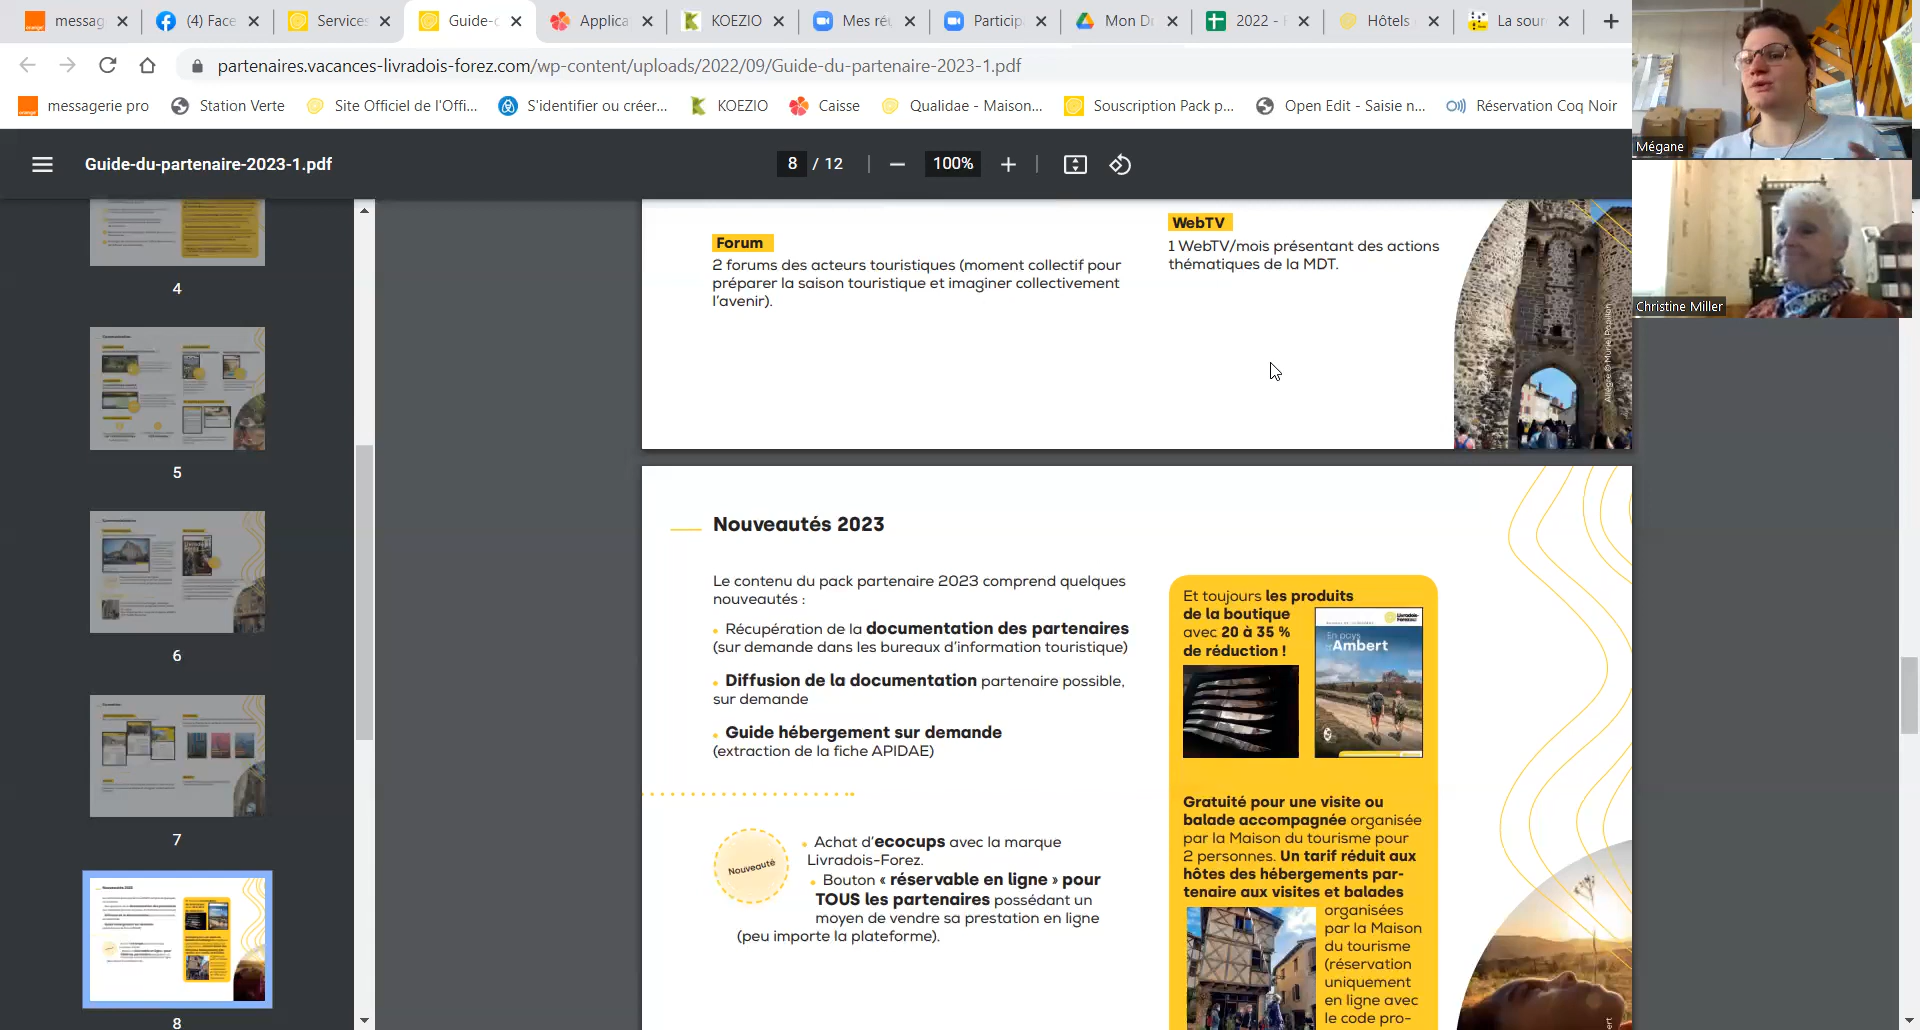 messag
(4) Face
Services
Guide-
Applica
KOEZIO
Mes ré
Particip
Mon D
2022 -
Hôtels
La sour
partenaires.vacances-livradois-forez.com/wp-content/uploads/2022/09/Guide-du-partenaire-2023-1.pdf
messagerie pro
Station Verte
Site Officiel de l'Offi...
S'identifier ou créer...
KOEZIO
Caisse
Qualidae - Maison...
Souscription Pack p...
Open Edit - Saisie n...
Réservation Coq Noir
Guide-du-partenaire-2023-1.pdf
8 / 12
100%
Mégane
Christine Miller
4
5
6
7
8
Forum
2 forums des acteurs touristiques (moment collectif pour
préparer la saison touristique et imaginer collectivement
l'avenir).
WebTV
1 WebTV/mois présentant des actions
thématiques de la MDT.
Nouveautés 2023
Le contenu du pack partenaire 2023 comprend quelques
nouveautés :
• Récupération de la documentation des partenaires
(sur demande dans les bureaux d'information touristique)
• Diffusion de la documentation partenaire possible,
sur demande
• Guide hébergement sur demande
(extraction de la fiche APIDAE)
Nouveauté
• Achat d'ecocups avec la marque
Livradois-Forez.
• Bouton « réservable en ligne » pour
TOUS les partenaires possédant un
moyen de vendre sa prestation en ligne
(peu importe la plateforme).
Et toujours les produits
de la boutique
avec 20 à 35 %
de réduction !
Livradois-
Forez
En pays
d'Ambert
Gratuité pour une visite ou
balade accompagnée organisée
par la Maison du tourisme pour
2 personnes. Un tarif réduit aux
hôtes des hébergements par-
tenaire aux visites et balades
organisées
par la Maison
du tourisme
(réservation
uniquement
en ligne avec
le code pro-